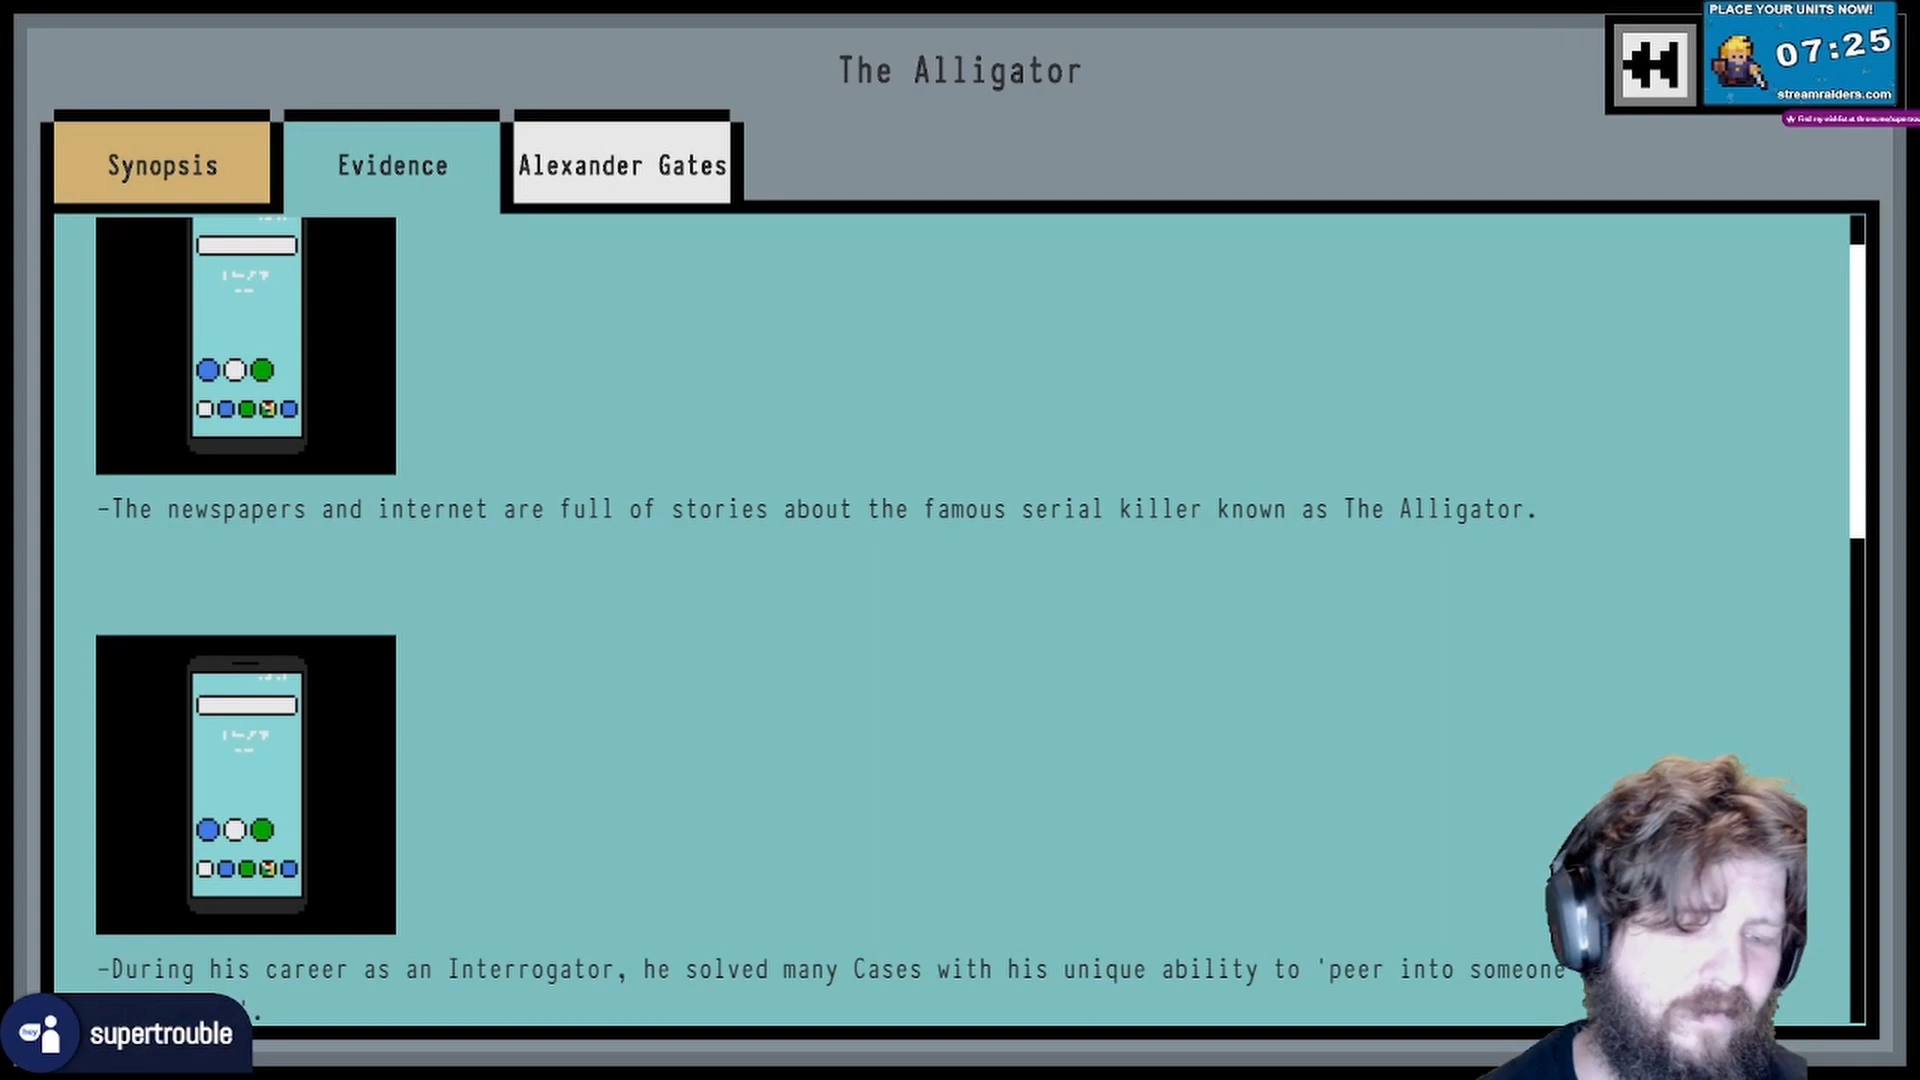 PLACE YOUR UNITS NOW!
07:25
streamraiders.com
The Alligator
Synopsis
Evidence
Alexander Gates
-The newspapers and internet are full of stories about the famous serial killer known as The Alligator.
-During his career as an Interrogator, he solved many Cases with his unique ability to 'peer into someone
hey
supertrouble